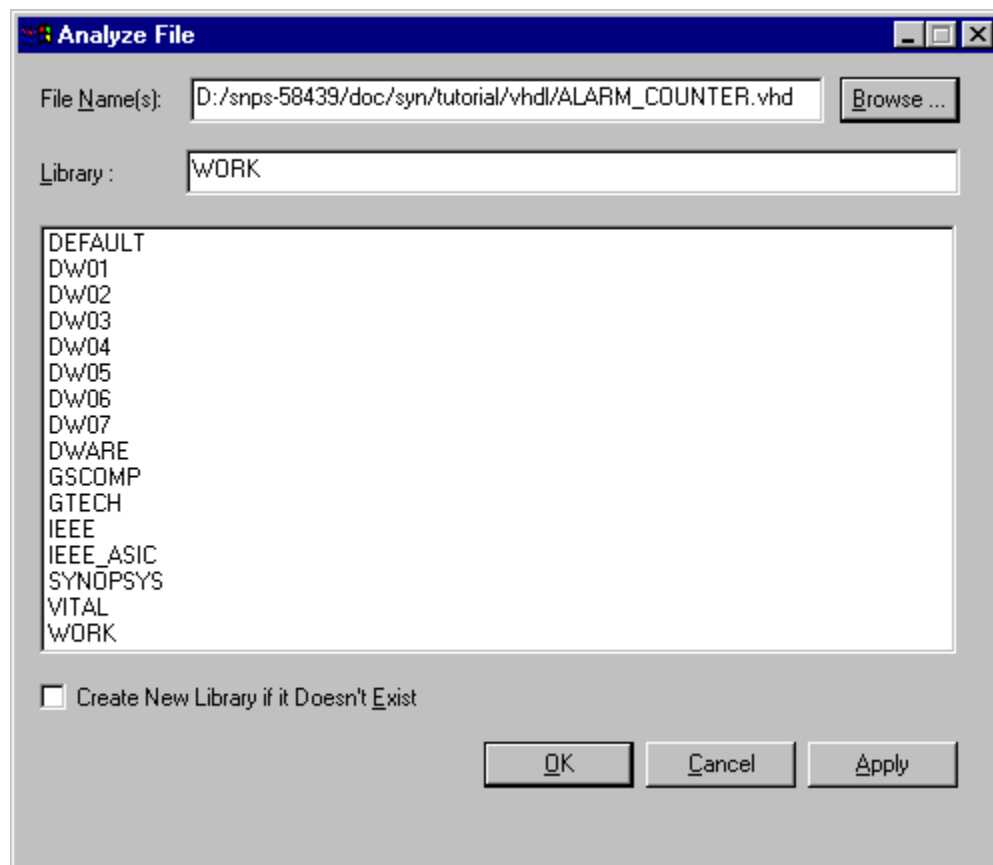 Analyze File
File Name(s): D:/snps-58439/doc/syn/tutorial/vhdl/ALARM_COUNTER.vhd Browse ...
Library : WORK
DEFAULT
DW01
DW02
DW03
DW04
DW05
DW06
DW07
DWARE
GSCOMP
GTECH
IEEE
IEEE_ASIC
SYNOPSYS
VITAL
WORK
Create New Library if it Doesn't Exist
OK Cancel Apply